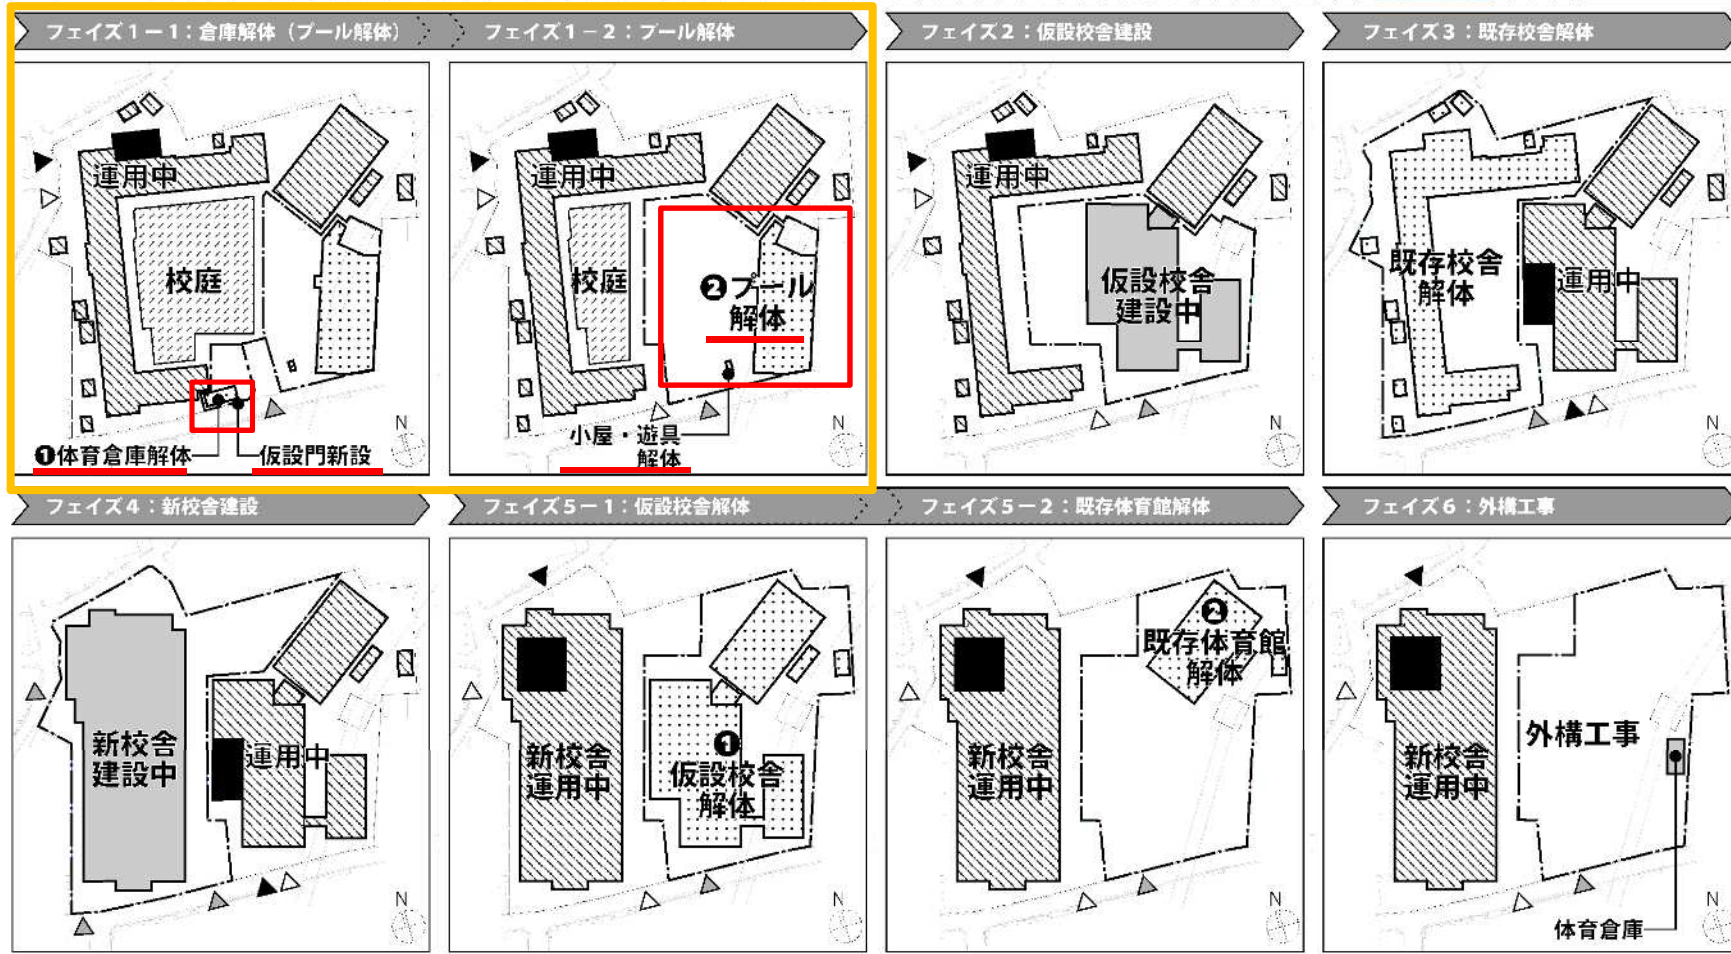 フェイズ1－1：倉庫解体（プール解体）
フェイズ1－2：プール解体
フェイズ2：仮設校舎建設
フェイズ3：既存校舎解体
運用中
校庭
❶体育倉庫解体
仮設門新設
N
運用中
校庭
❷プール
解体
小屋・遊具
解体
N
運用中
仮設校舎
建設中
N
既存校舎
解体
運用中
N
フェイズ4：新校舎建設
フェイズ5－1：仮設校舎解体
フェイズ5－2：既存体育館解体
フェイズ6：外構工事
新校舎
建設中
運用中
N
新校舎
運用中
❶
仮設校舎
解体
N
新校舎
運用中
❷
既存体育館
解体
N
新校舎
運用中
外構工事
体育倉庫
N